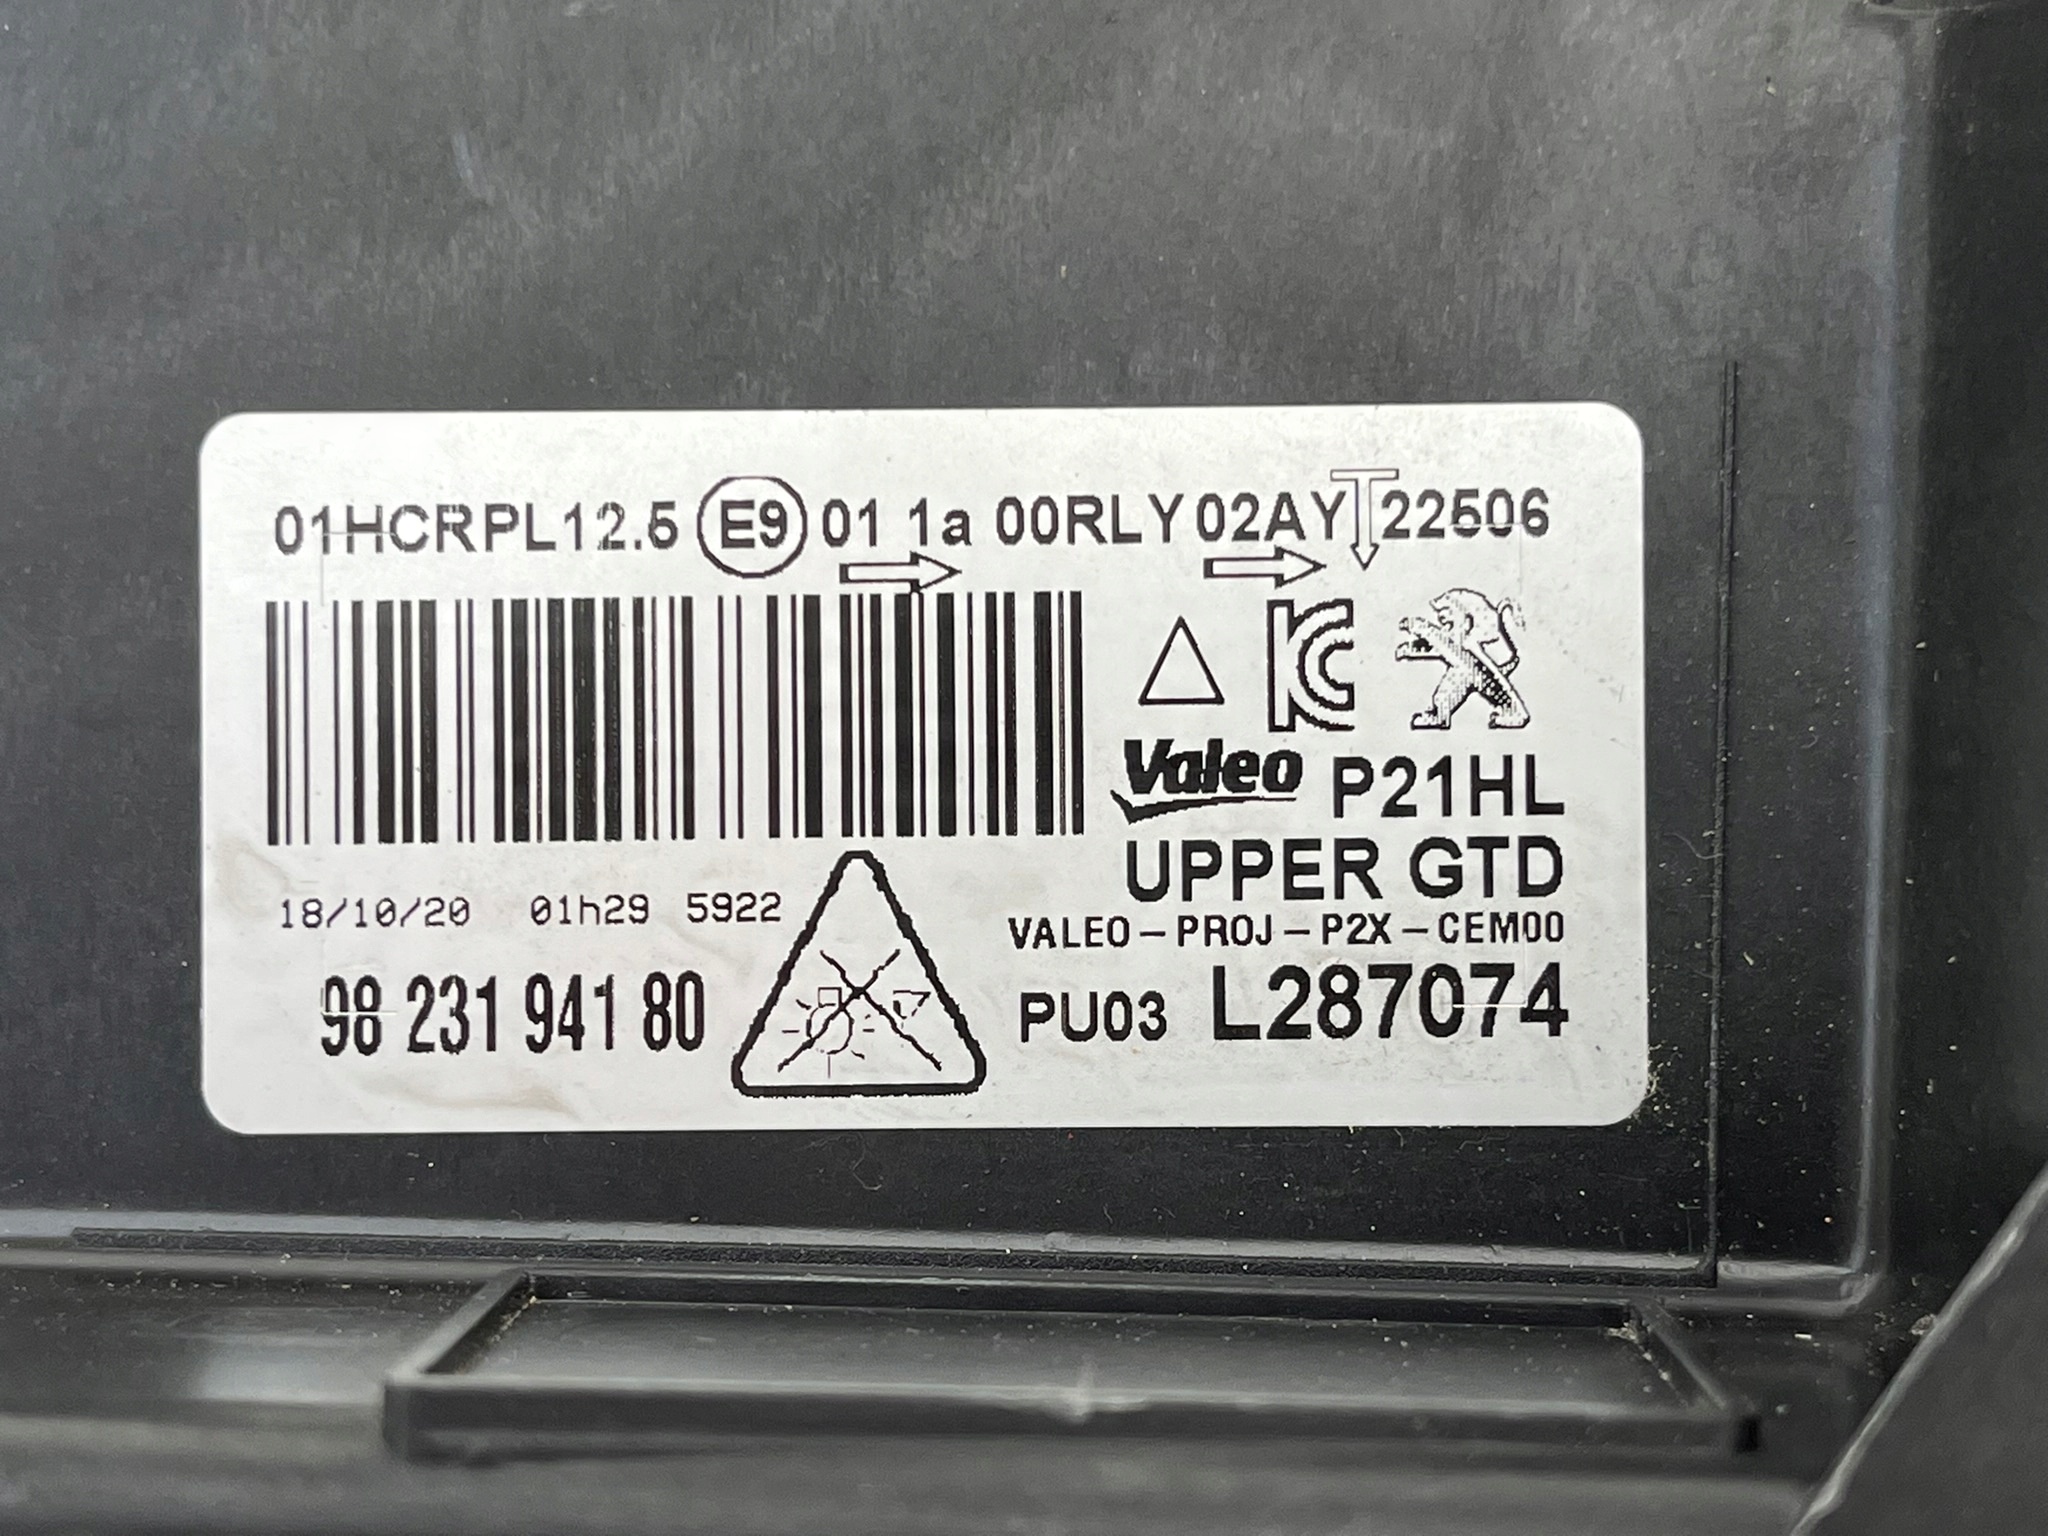 01HCRPL12.5 E9 01 1a 00RLY 02AY 22506
KC
Valeo P21HL
UPPER GTD
18/10/20 01h29 5922
VALEO-PROJ-P2X-CEM00
98 231 941 80
PU03 L287074